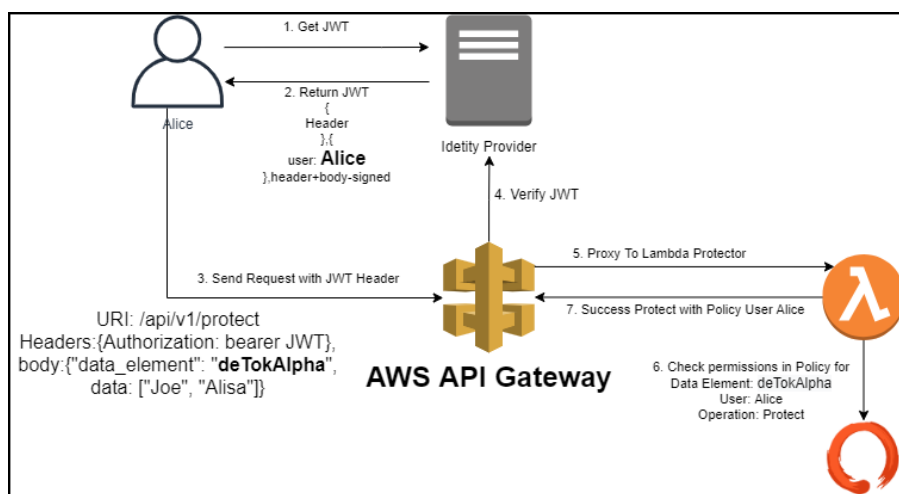 1. Get JWT
2. Return JWT
{
Header
},{
user: Alice
},header+body-signed
Alice
Idetity Provider
4. Verify JWT
3. Send Request with JWT Header
5. Proxy To Lambda Protector
7. Success Protect with Policy User Alice
URI: /api/v1/protect
Headers:{Authorization: bearer JWT},
body:{"data_element": "deTokAlpha",
data: ["Joe", "Alisa"]}
AWS API Gateway
6. Check permissions in Policy for
Data Element: deTokAlpha
User: Alice
Operation: Protect